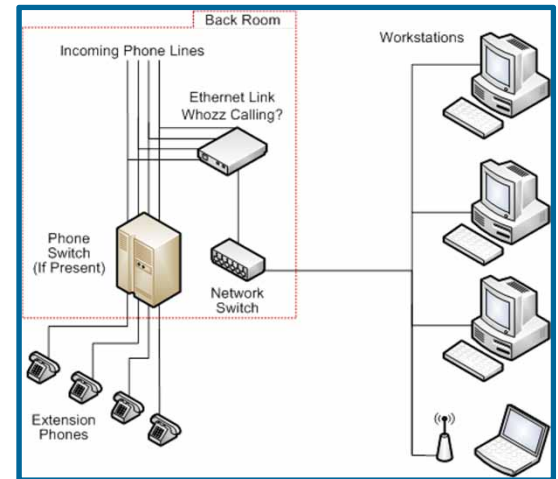 Back Room
Incoming Phone Lines
Workstations
Ethernet Link
Whozz Calling?
Phone
Switch
(If Present)
Network
Switch
Extension
Phones